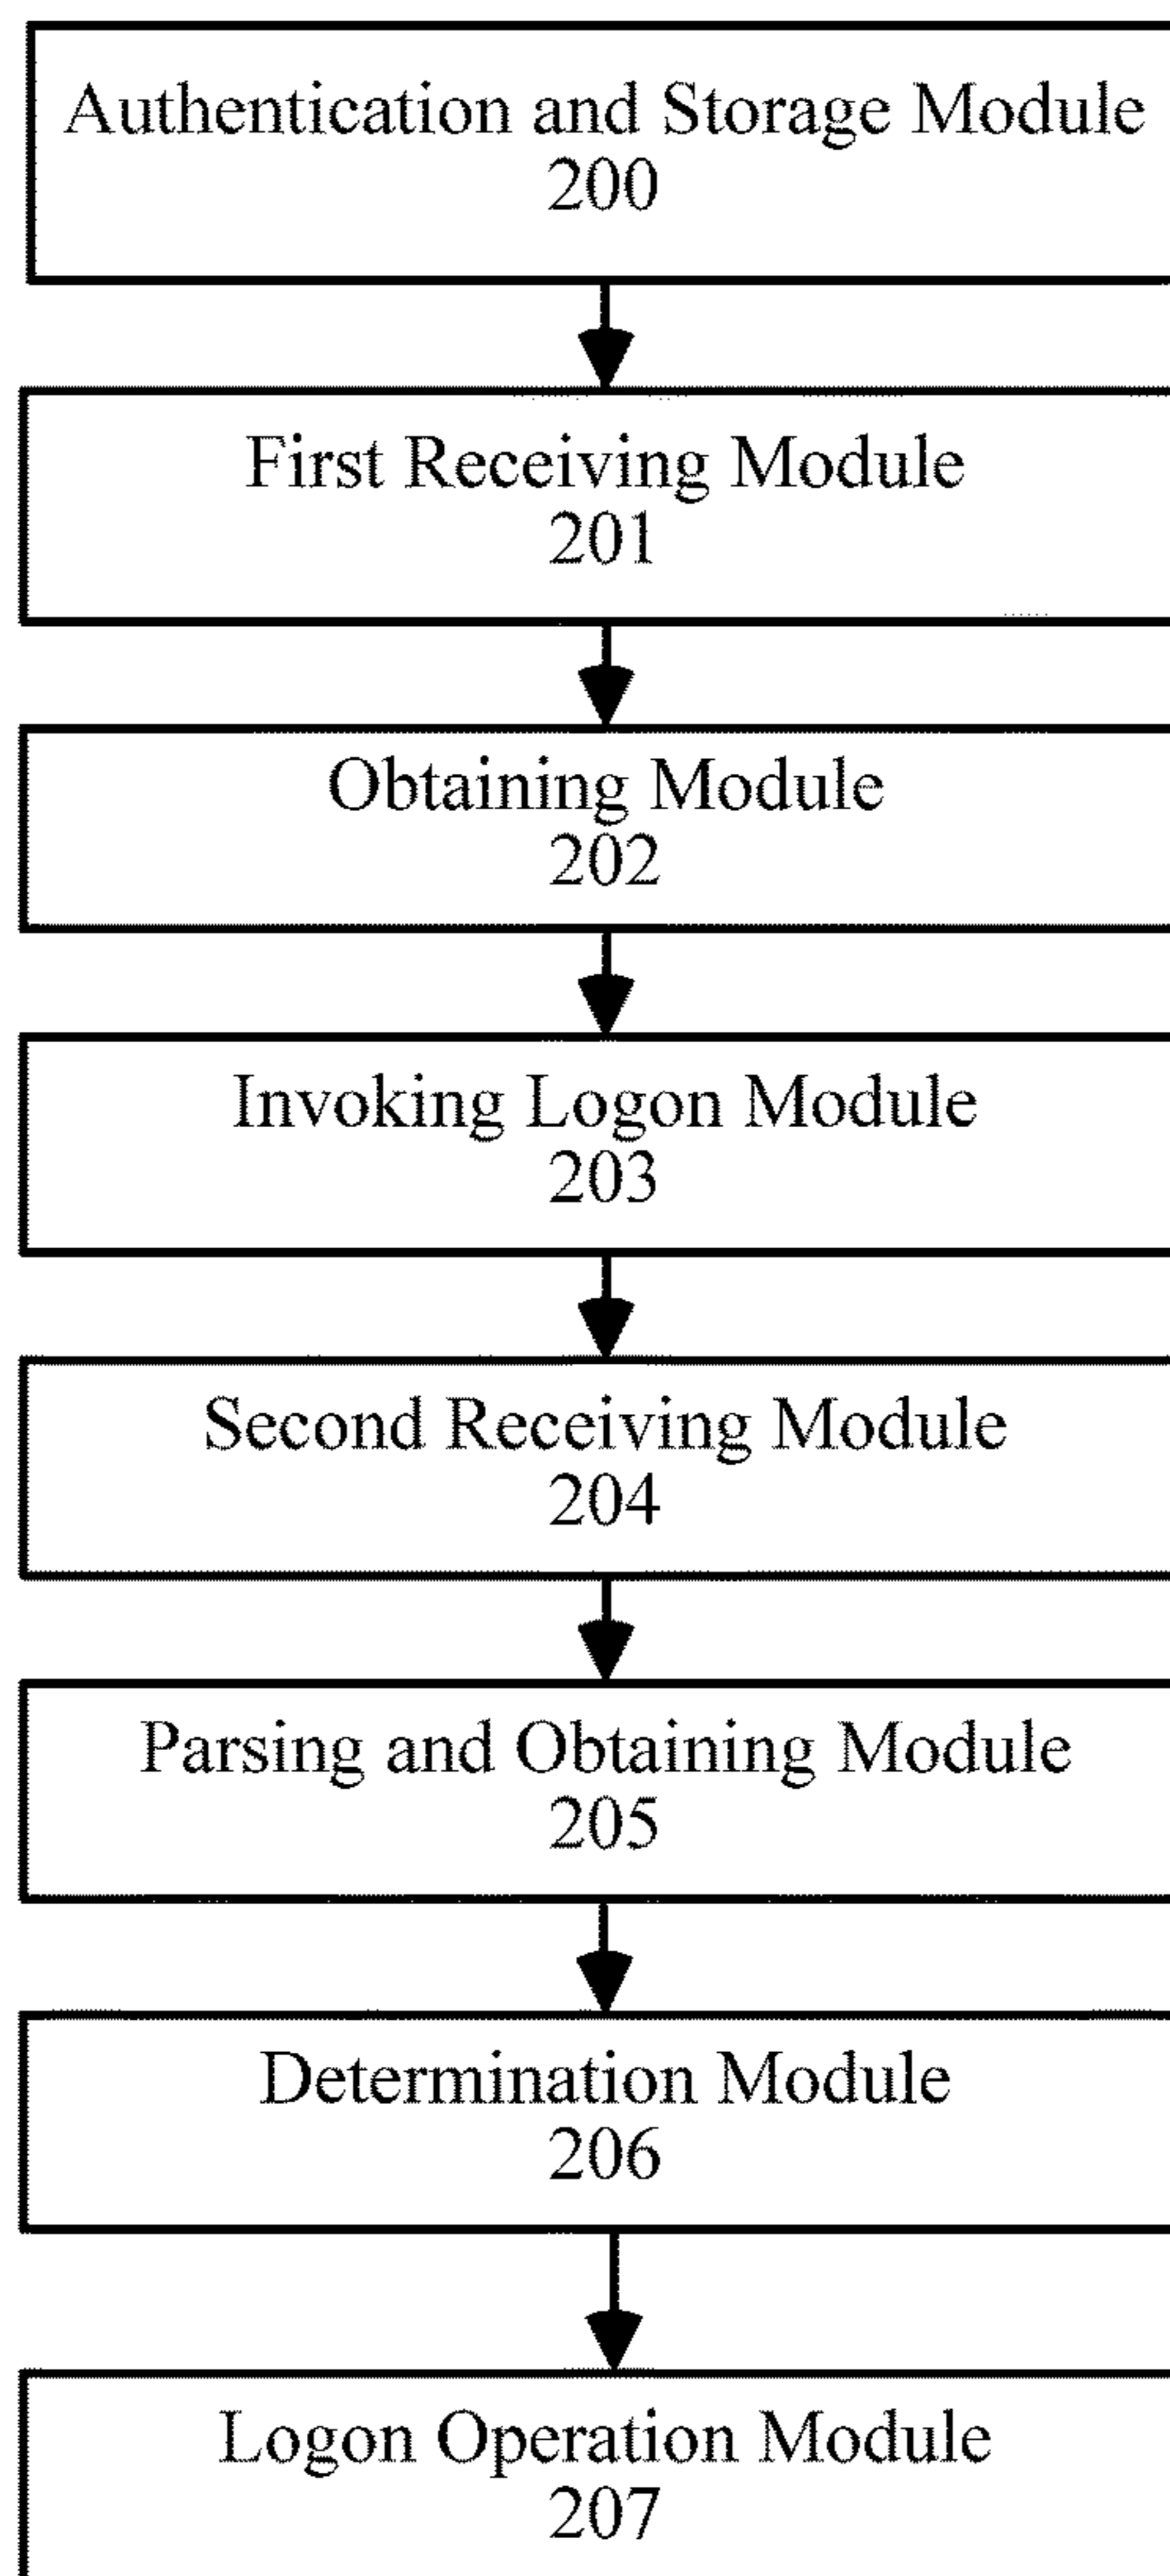 Authentication and Storage Module
200
First Receiving Module
201
Obtaining Module
202
Invoking Logon Module
203
Second Receiving Module
204
Parsing and Obtaining Module
205
Determination Module
206
Logon Operation Module
207